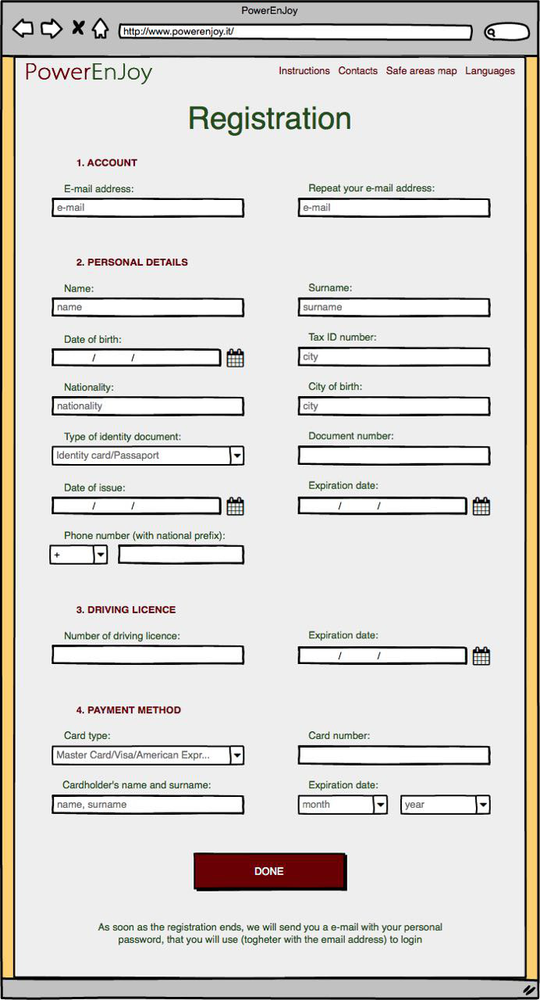 PowerEnJoy
http://www.powerenjoy.it/
PowerEnJoy Instructions Contacts Safe areas map Languages
Registration
1. ACCOUNT
E-mail address: Repeat your e-mail address:
e-mail e-mail
2. PERSONAL DETAILS
Name: Surname:
name surname
Date of birth: Tax ID number:
/ / city
Nationality: City of birth:
nationality city
Type of identity document: Document number:
Identity card/Passaport
Date of issue: Expiration date:
/ / / /
Phone number (with national prefix):
+
3. DRIVING LICENCE
Number of driving licence: Expiration date:
/ /
4. PAYMENT METHOD
Card type: Card number:
Master Card/Visa/American Expr...
Cardholder's name and surname: Expiration date:
name, surname month year
DONE
As soon as the registration ends, we will send you a e-mail with your personal
password, that you will use (togheter with the email address) to login